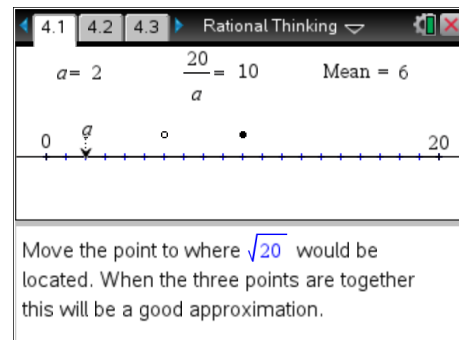 4.1 4.2 4.3 Rational Thinking
a= 2 20/a = 10 Mean = 6
0 a 20
Move the point to where √20 would be
located. When the three points are together
this will be a good approximation.